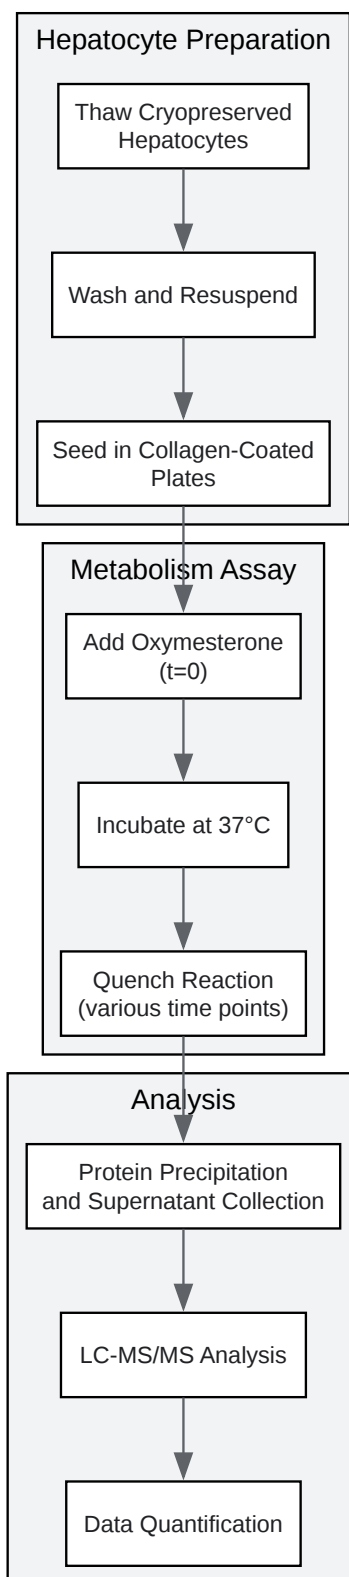 Hepatocyte Preparation
Thaw Cryopreserved
Hepatocytes
Wash and Resuspend
Seed in Collagen-Coated
Plates
Metabolism Assay
Add Oxymesterone
(t=0)
Incubate at 37°C
Quench Reaction
(various time points)
Analysis
Protein Precipitation
and Supernatant Collection
LC-MS/MS Analysis
Data Quantification